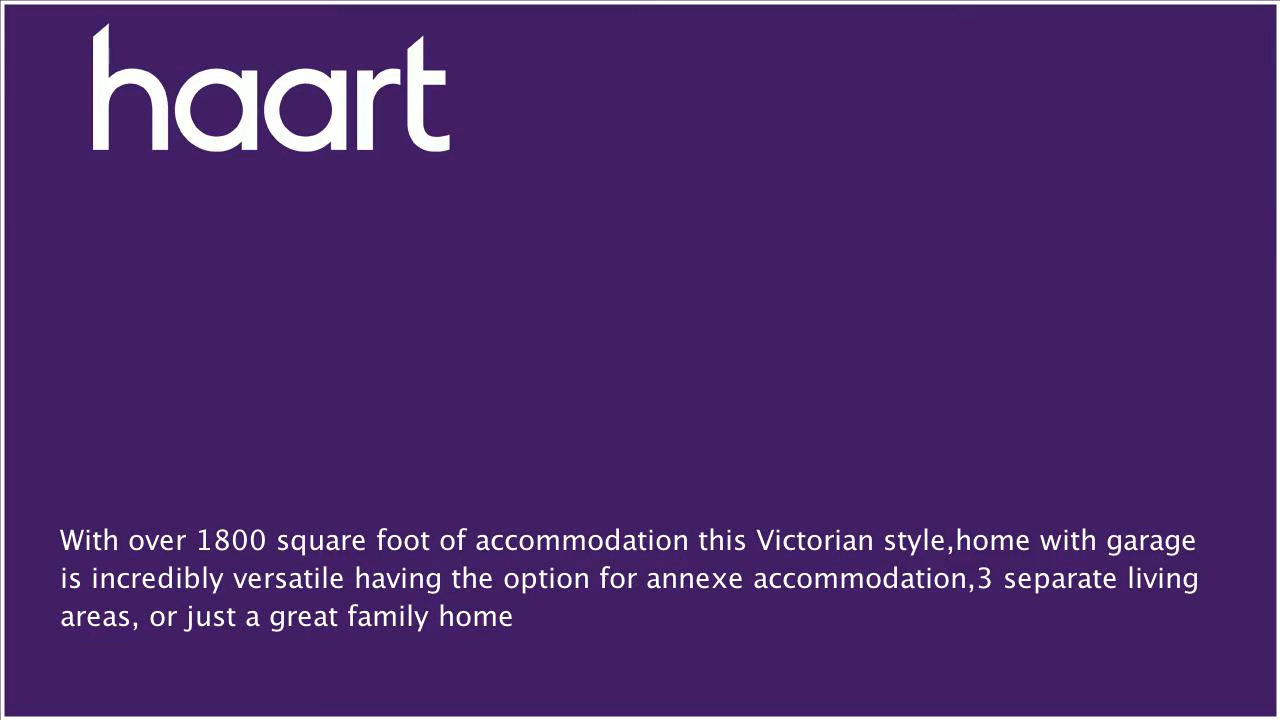 haart
With over 1800 square foot of accommodation this Victorian style,home with garage
is incredibly versatile having the option for annexe accommodation,3 separate living
areas, or just a great family home